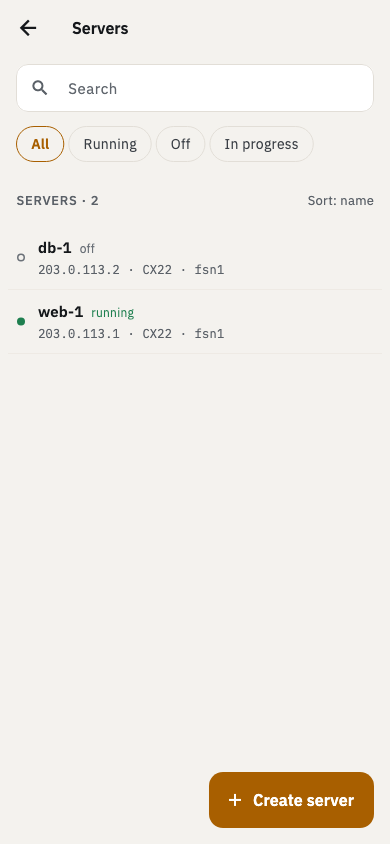 Servers
Search
All Running Off In progress
SERVERS · 2 Sort: name
db-1 off
203.0.113.2 · CX22 · fsn1
web-1 running
203.0.113.1 · CX22 · fsn1
+ Create server